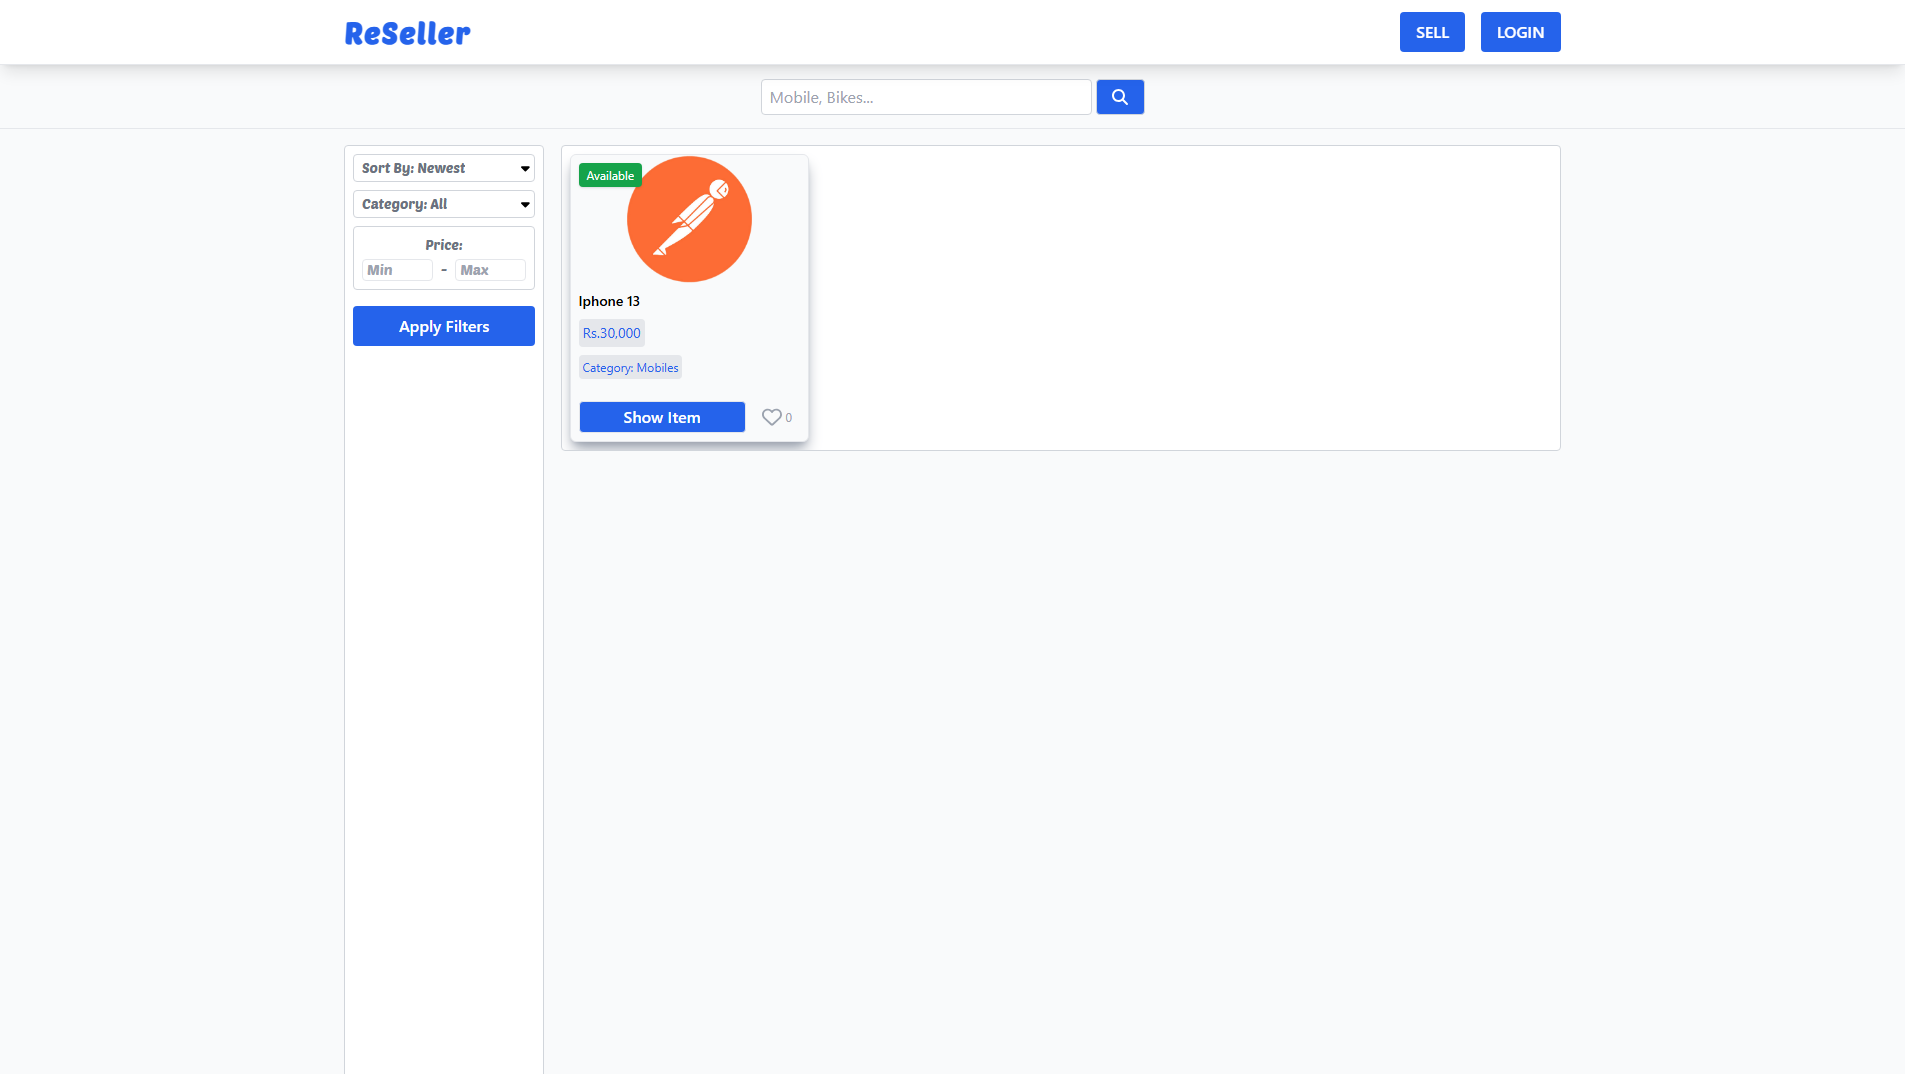 ReSeller
SELL
LOGIN
Mobile, Bikes...
Sort By: Newest
Category: All
Price:
Min - Max
Apply Filters
Available
Iphone 13
Rs.30,000
Category: Mobiles
Show Item
0